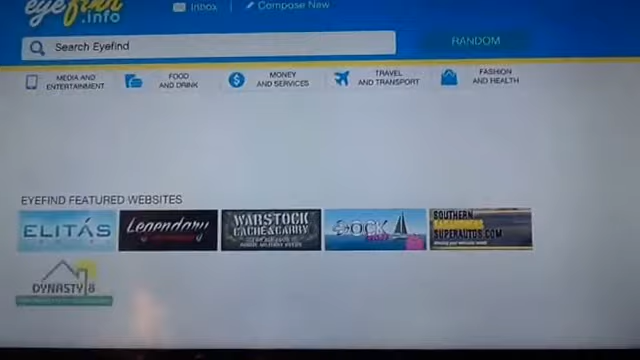 eyefind
.info
Inbox
Compose New
Search Eyefind
RANDOM
MEDIA AND
ENTERTAINMENT
FOOD
AND DRINK
MONEY
AND SERVICES
TRAVEL
AND TRANSPORT
FASHION
AND HEALTH
EYEFIND FEATURED WEBSITES
ELITÁS
Legendary
WARSTOCK
CACHE & CARRY
DOCK
SOUTHERN
SUPERAUTOS.COM
DYNASTY 8